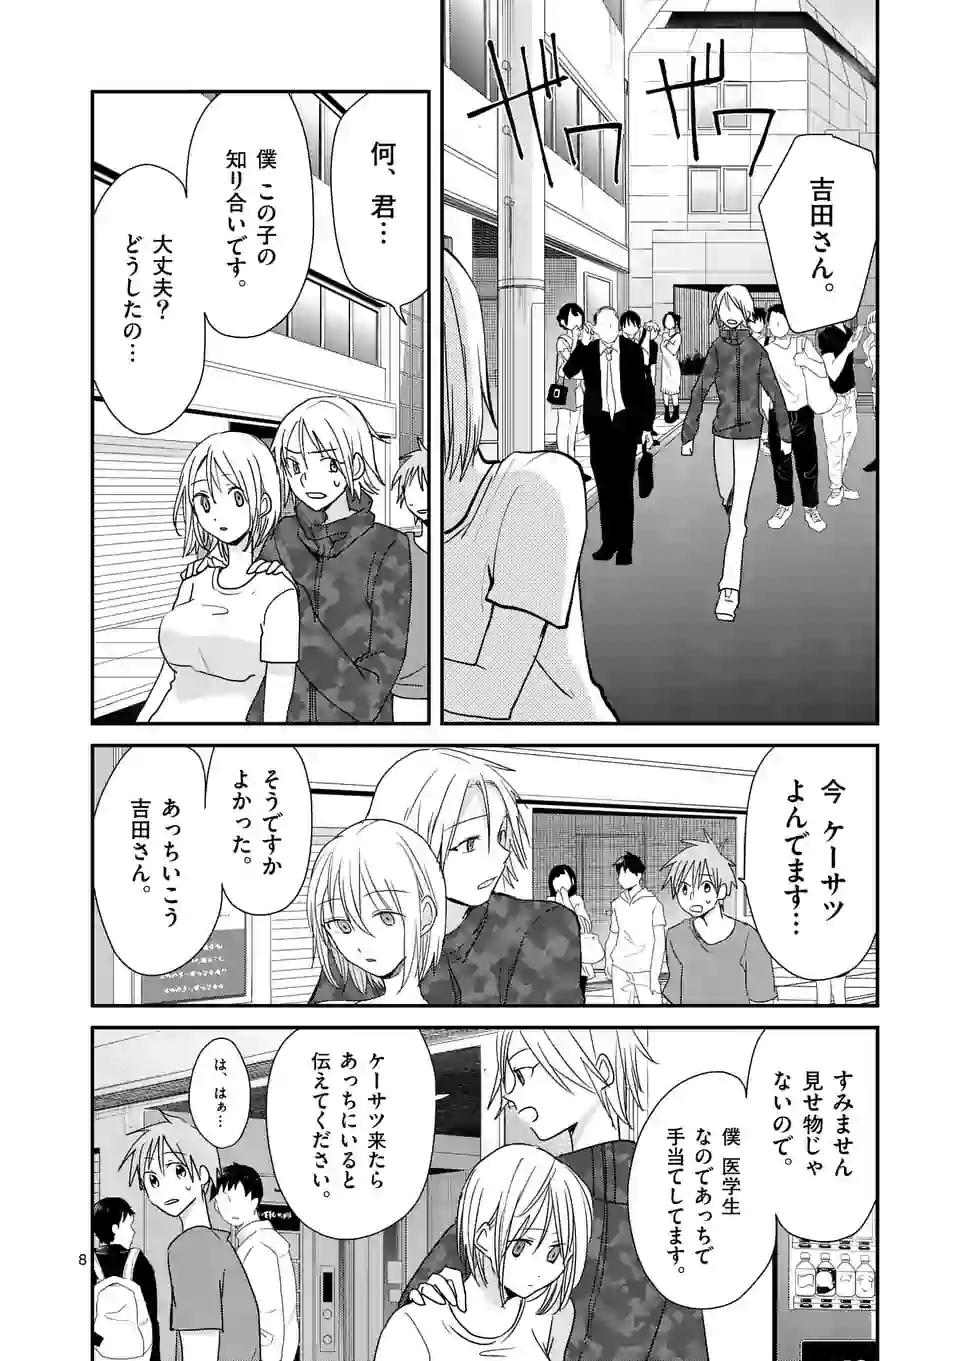 ザワ
ザワ
吉田さん。
何、君…
僕 この子の
知り合いです。
大丈夫?
どうしたの…
今 ケーサツ
よんでます…
そうですか
よかった。
あっちいこう
吉田さん。
すみません
見せ物じゃ
ないので。
僕 医学生
なのであっちで
手当てしてます。
ケーサツ来たら
あっちにいると
伝えてください。
は、はぁ…
8